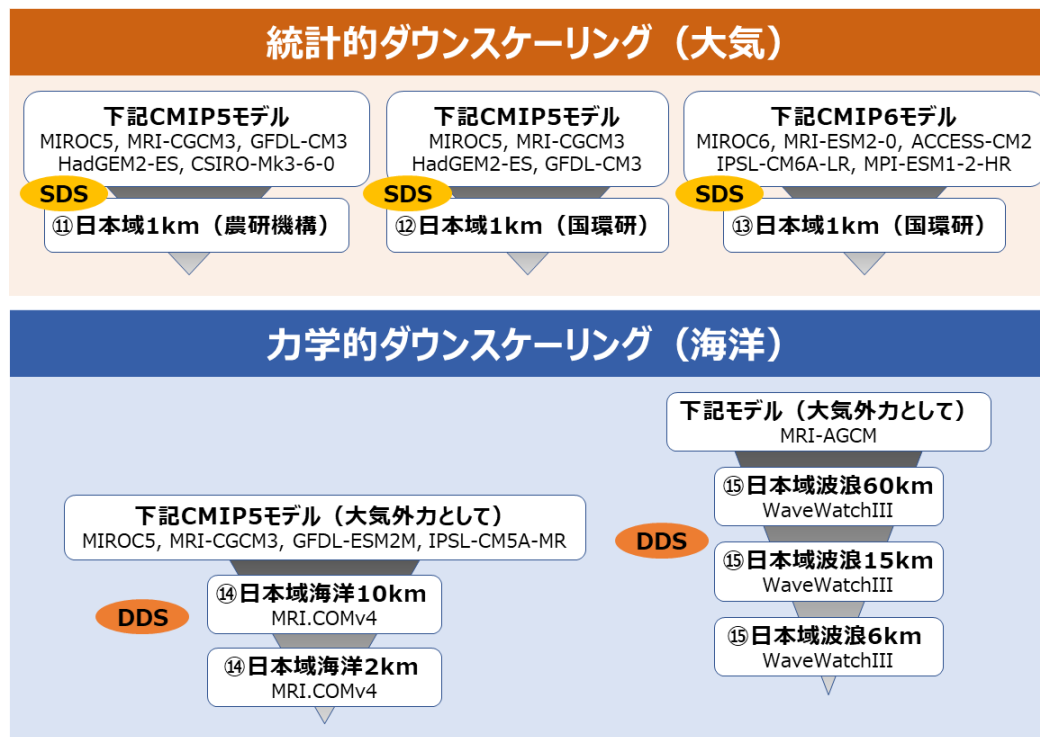 統計的ダウンスケーリング（大気）
下記CMIP5モデル
MIROC5, MRI-CGCM3, GFDL-CM3
HadGEM2-ES, CSIRO-Mk3-6-0
SDS
⑪日本域1km（農研機構）
下記CMIP5モデル
MIROC5, MRI-CGCM3
HadGEM2-ES, GFDL-CM3
SDS
⑫日本域1km（国環研）
下記CMIP6モデル
MIROC6, MRI-ESM2-0, ACCESS-CM2
IPSL-CM6A-LR, MPI-ESM1-2-HR
SDS
⑬日本域1km（国環研）
力学的ダウンスケーリング（海洋）
下記CMIP5モデル（大気外力として）
MIROC5, MRI-CGCM3, GFDL-ESM2M, IPSL-CM5A-MR
DDS
⑭日本域海洋10km
MRI.COMv4
⑭日本域海洋2km
MRI.COMv4
下記モデル（大気外力として）
MRI-AGCM
DDS
⑮日本域波浪60km
WaveWatchIII
⑮日本域波浪15km
WaveWatchIII
⑮日本域波浪6km
WaveWatchIII